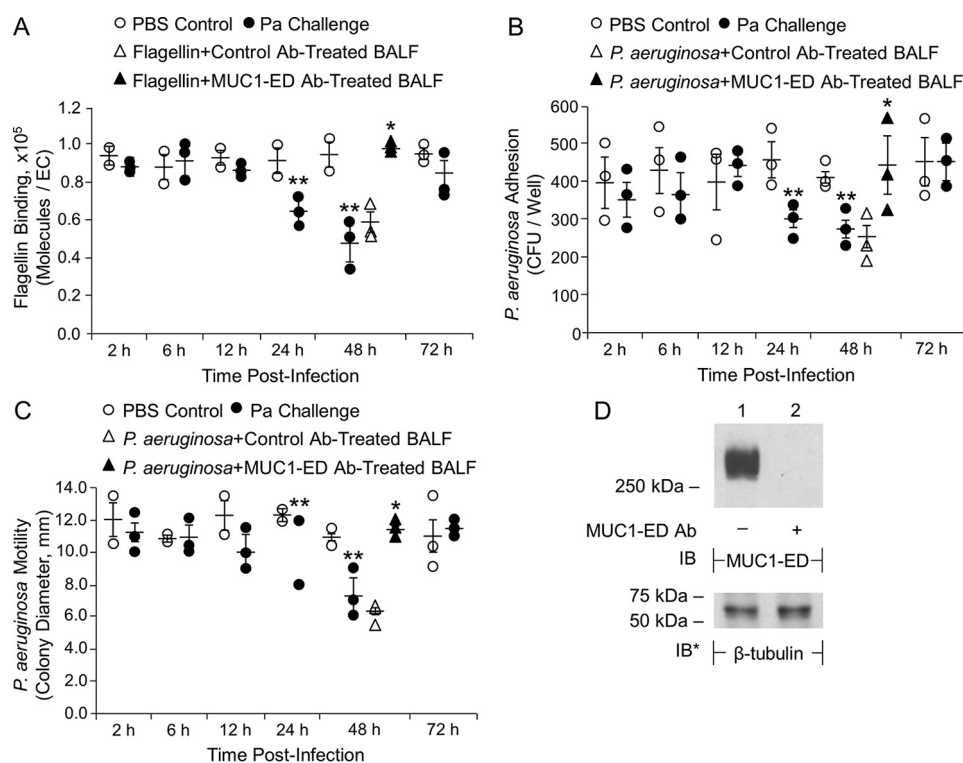 A
○ PBS Control ● Pa Challenge
△ Flagellin+Control Ab-Treated BALF
▲ Flagellin+MUC1-ED Ab-Treated BALF
Flagellin Binding, x10⁵
(Molecules / EC)
1.2
1.0
0.8
0.6
0.4
0.2
0.0
**
**
*
2 h 6 h 12 h 24 h 48 h 72 h
Time Post-Infection
B
○ PBS Control ● Pa Challenge
△ P. aeruginosa+Control Ab-Treated BALF
▲ P. aeruginosa+MUC1-ED Ab-Treated BALF
P. aeruginosa Adhesion
(CFU / Well)
600
500
400
300
200
100
0
**
**
*
2 h 6 h 12 h 24 h 48 h 72 h
Time Post-Infection
C
○ PBS Control ● Pa Challenge
△ P. aeruginosa+Control Ab-Treated BALF
▲ P. aeruginosa+MUC1-ED Ab-Treated BALF
P. aeruginosa Motility
(Colony Diameter, mm)
14.0
12.0
10.0
8.0
6.0
4.0
2.0
0.0
**
**
*
2 h 6 h 12 h 24 h 48 h 72 h
Time Post-Infection
D
1 2
250 kDa –
MUC1-ED Ab – +
IB MUC1-ED
75 kDa –
50 kDa –
IB* β-tubulin